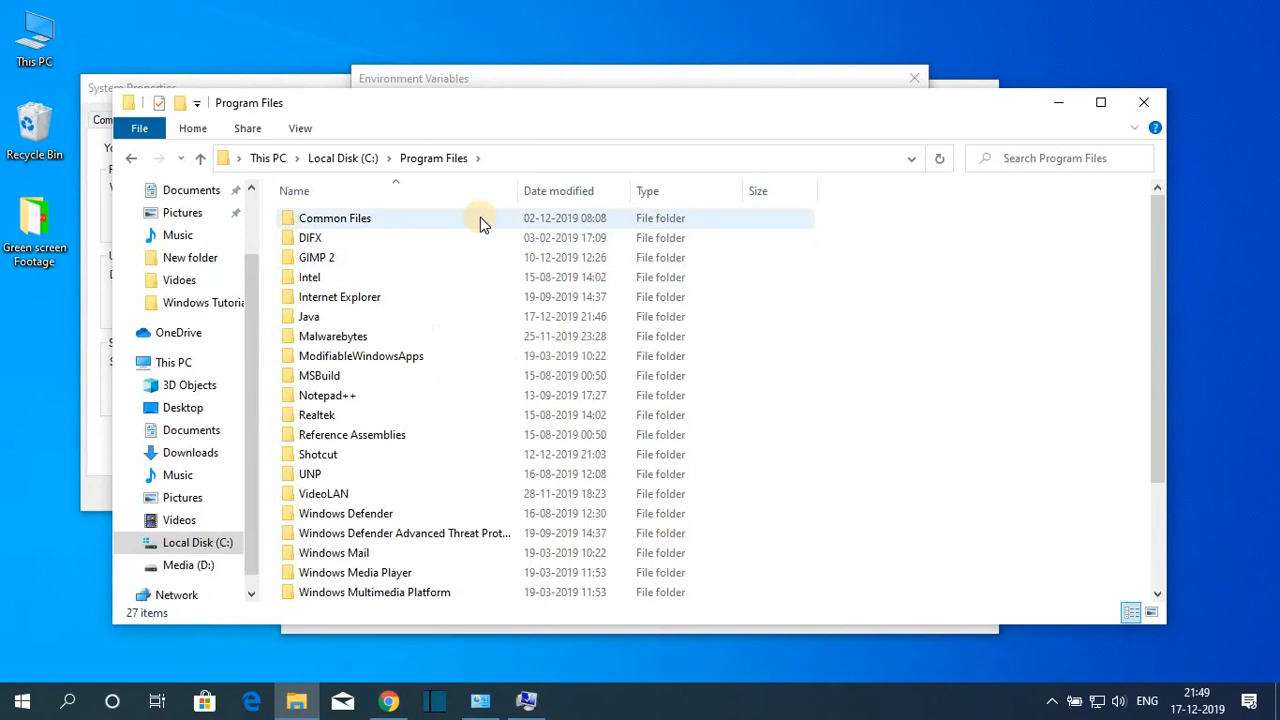 This PC
Recycle Bin
Green screen
Footage
System Properties
Environment Variables
Com
Program Files
File
Home
Share
View
This PC
Local Disk (C:)
Program Files
Search Program Files
Documents
Pictures
Music
New folder
Vidoes
Windows Tutoria
OneDrive
This PC
3D Objects
Desktop
Documents
Downloads
Music
Pictures
Videos
Local Disk (C:)
Media (D:)
Network
Name Date modified Type Size
Common Files 02-12-2019 08:08 File folder
DIFX 03-02-2019 17:09 File folder
GIMP 2 10-12-2019 12:26 File folder
Intel 15-08-2019 14:02 File folder
Internet Explorer 19-09-2019 14:37 File folder
Java 17-12-2019 21:46 File folder
Malwarebytes 25-11-2019 23:28 File folder
ModifiableWindowsApps 19-03-2019 10:22 File folder
MSBuild 15-08-2019 00:50 File folder
Notepad++ 13-09-2019 17:27 File folder
Realtek 15-08-2019 14:02 File folder
Reference Assemblies 15-08-2019 00:50 File folder
Shotcut 12-12-2019 21:03 File folder
UNP 16-08-2019 12:08 File folder
VideoLAN 28-11-2019 18:23 File folder
Windows Defender 16-08-2019 12:30 File folder
Windows Defender Advanced Threat Prot... 19-09-2019 14:37 File folder
Windows Mail 19-03-2019 10:22 File folder
Windows Media Player 19-03-2019 11:53 File folder
Windows Multimedia Platform 19-03-2019 11:53 File folder
27 items
ENG
21:49
17-12-2019